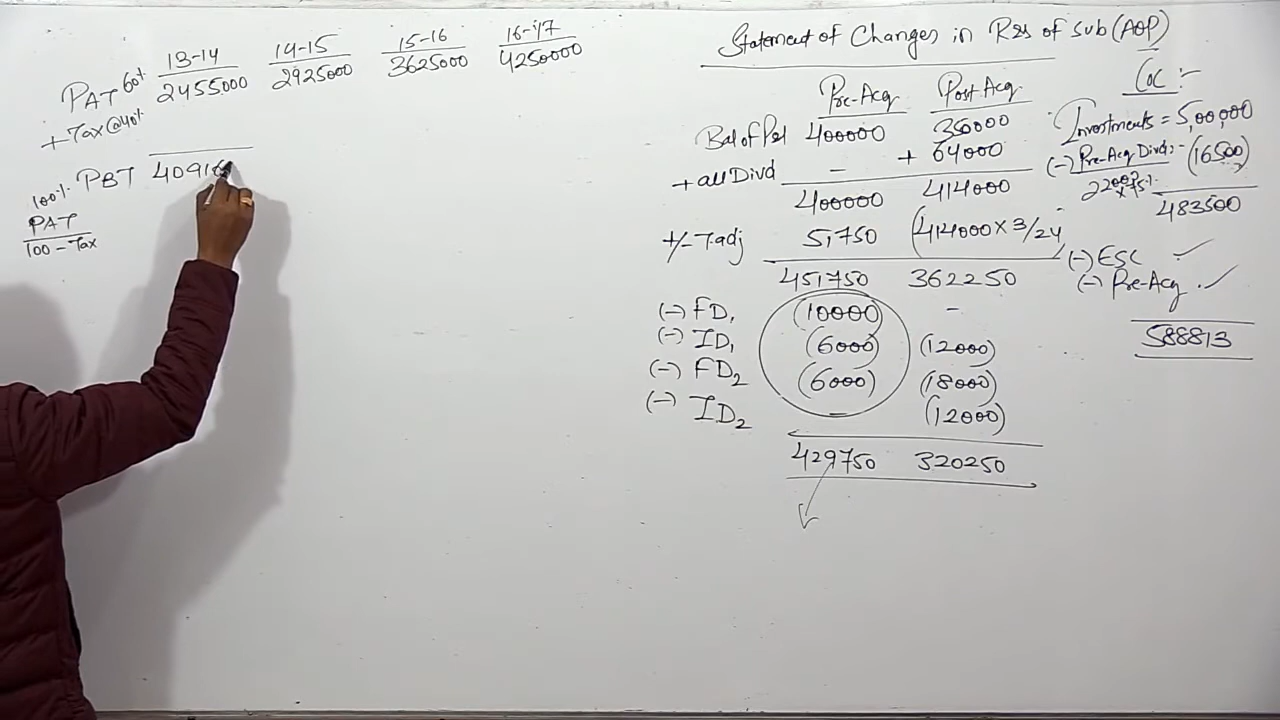 13-14 14-15 15-16 16-17
PAT 60% 2455000 2925000 3625000 4250000
+ Tax @ 40%
100% PBT 40916
PAT
100 - Tax
Statement of Changes in R&S of Sub (AOP)
Pre-Acq Post Acq
Bal of P&l 400000 350000
+ all Divd - + 64000
400000 414000
+/- T.adj 51750 (414000 x 3/24
451750 362250
(-) FD1 (10000) -
(-) ID1 (6000) (12000)
(-) FD2 (6000) (18000)
(-) ID2 - (12000)
429750 320250
COC :-
Investments = 5,00,000
(-) Pre-Acq Divd :- (16500)
22000 x 75%
483500
(-) ESC ✓
(-) Pre-Acq ✓
588813